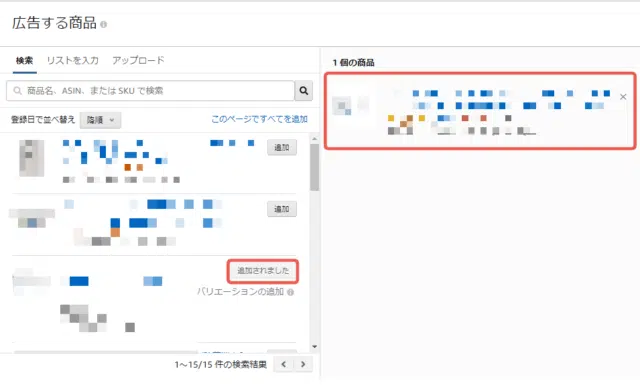 広告する商品
検索 リストを入力 アップロード
商品名、ASIN、または SKU で検索
登録日で並べ替え 降順 このページですべてを追加
追加
追加
追加されました
バリエーションの追加
1～15/15 件の検索結果
1 個の商品